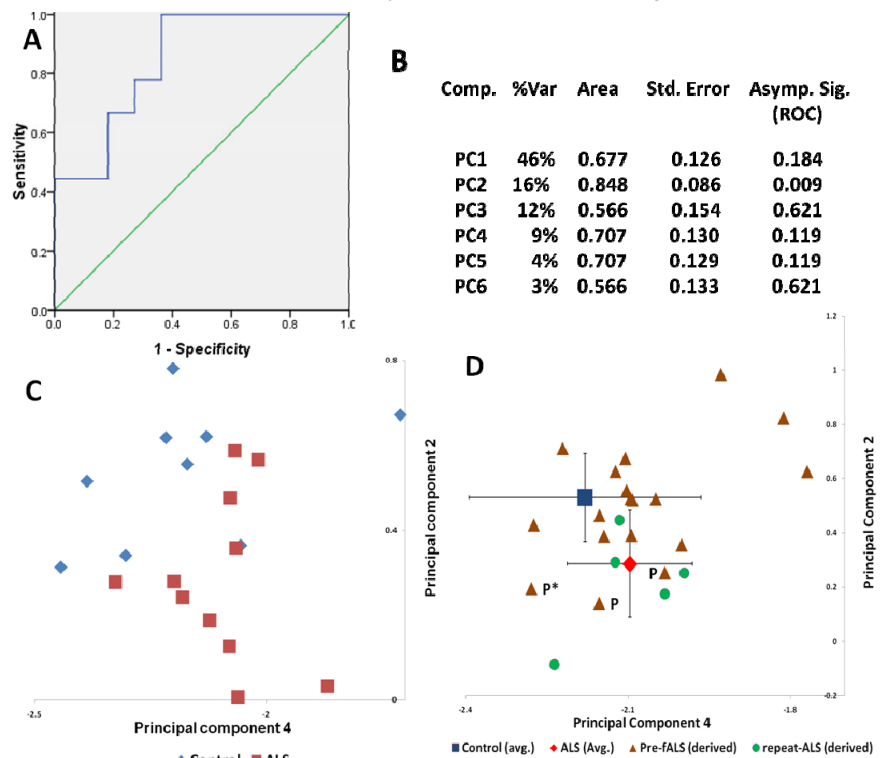 A
1.0
0.8
0.6
0.4
0.2
0.0
0.0 0.2 0.4 0.6 0.8 1.0
Sensitivity
1 - Specificity
B
Comp. %Var Area Std. Error Asymp. Sig. (ROC)
PC1 46% 0.677 0.126 0.184
PC2 16% 0.848 0.086 0.009
PC3 12% 0.566 0.154 0.621
PC4 9% 0.707 0.130 0.119
PC5 4% 0.707 0.129 0.119
PC6 3% 0.566 0.133 0.621
C
0.8
0.4
0
Principal component 2
-2.5 -2
Principal Component 4
Control ALS
D
1.2
1
0.8
0.6
0.4
0.2
0
-0.2
Principal Component 2
P*
P
P
-2.4 -2.1 -1.8
Principal Component 4
Control (avg.) ALS (Avg.) Pre-fALS (derived) repeat-ALS (derived)